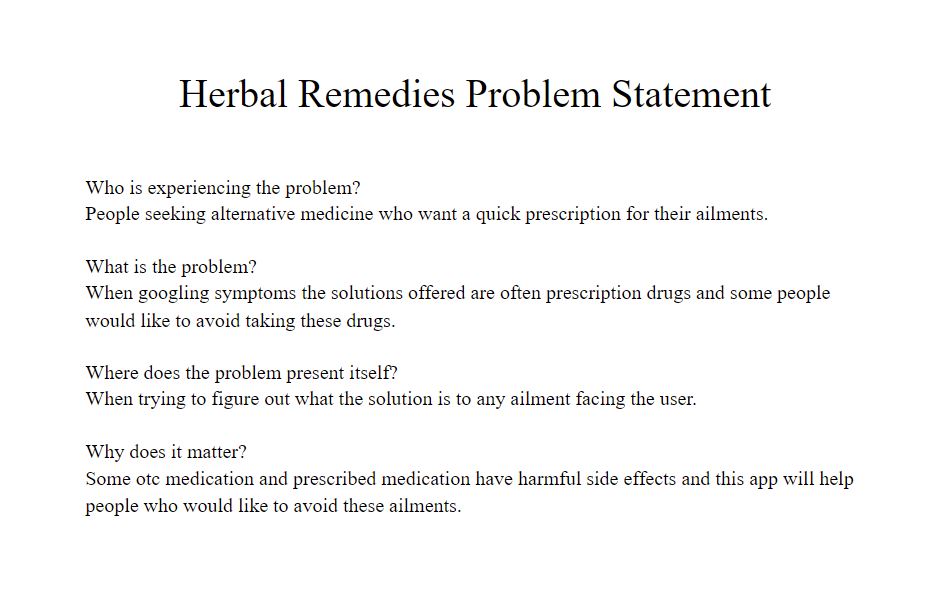 Herbal Remedies Problem Statement
Who is experiencing the problem?
People seeking alternative medicine who want a quick prescription for their ailments.
What is the problem?
When googling symptoms the solutions offered are often prescription drugs and some people
would like to avoid taking these drugs.
Where does the problem present itself?
When trying to figure out what the solution is to any ailment facing the user.
Why does it matter?
Some otc medication and prescribed medication have harmful side effects and this app will help
people who would like to avoid these ailments.